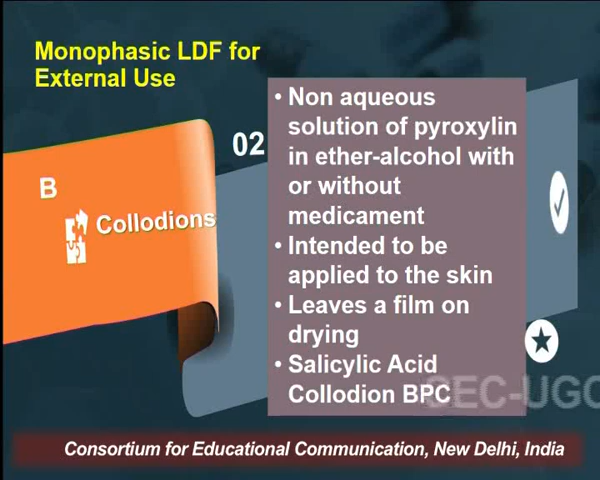 Monophasic LDF for
External Use
B
Collodions
02
• Non aqueous
solution of pyroxylin
in ether-alcohol with
or without
medicament
• Intended to be
applied to the skin
• Leaves a film on
drying
• Salicylic Acid
Collodion BPC
CEC-UGC
Consortium for Educational Communication, New Delhi, India